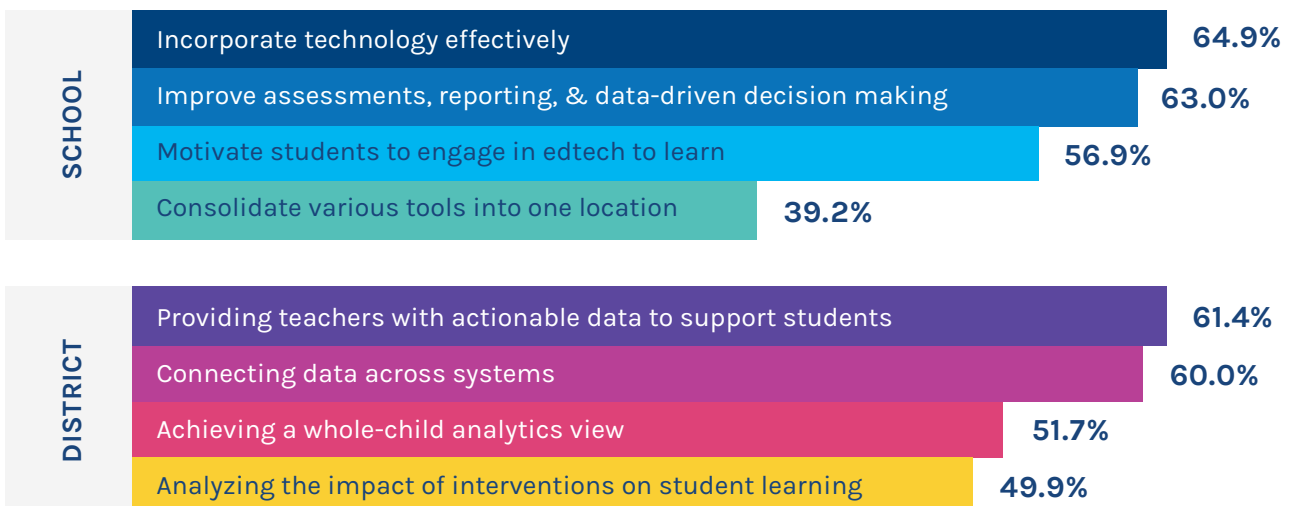 SCHOOL
Incorporate technology effectively 64.9%
Improve assessments, reporting, & data-driven decision making 63.0%
Motivate students to engage in edtech to learn 56.9%
Consolidate various tools into one location 39.2%
DISTRICT
Providing teachers with actionable data to support students 61.4%
Connecting data across systems 60.0%
Achieving a whole-child analytics view 51.7%
Analyzing the impact of interventions on student learning 49.9%